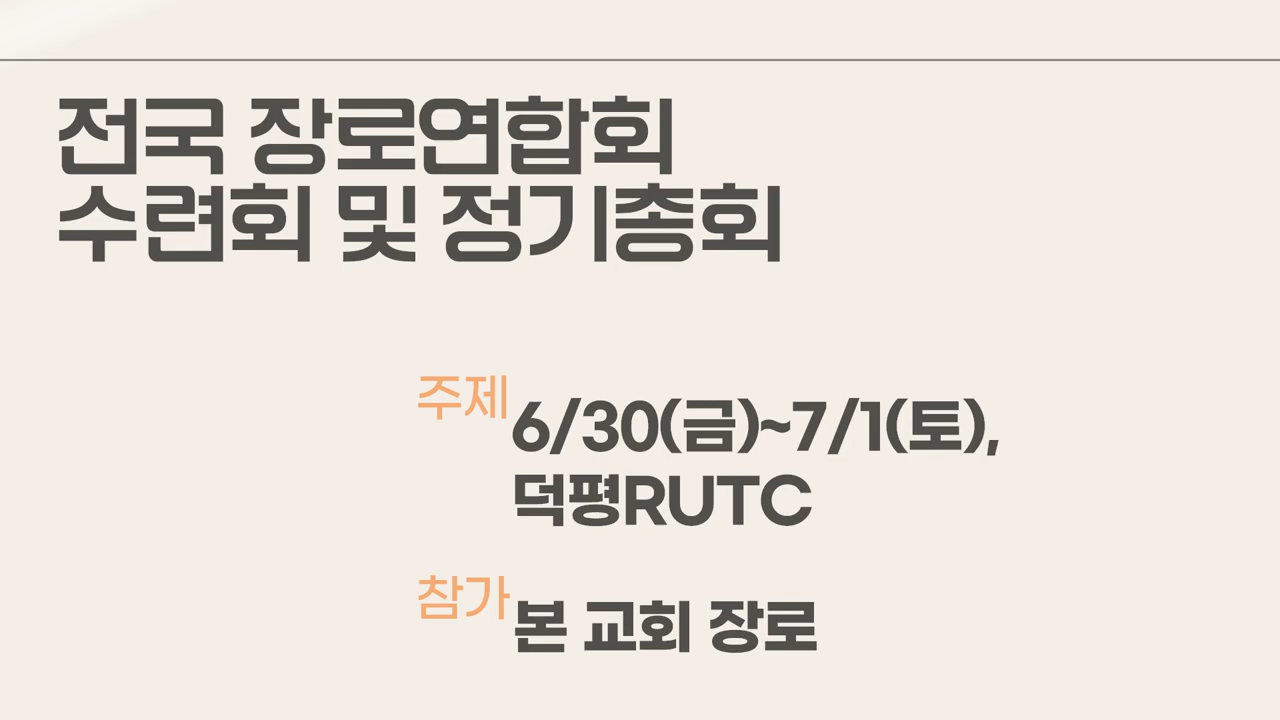 전국 장로연합회
수련회 및 정기총회
주제 6/30(금)~7/1(토),
덕평RUTC
참가 본 교회 장로